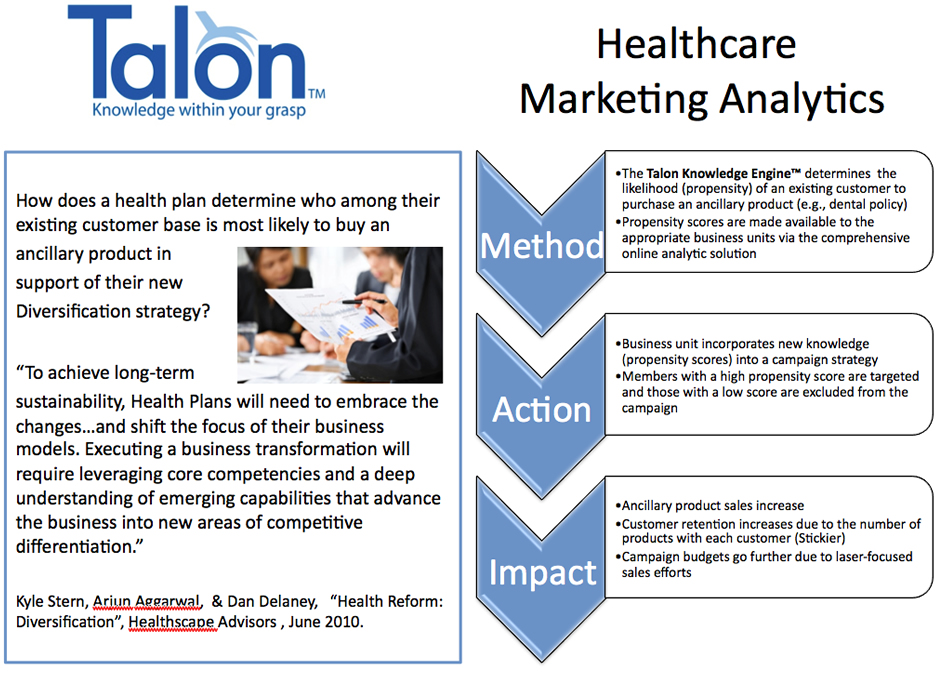 Talon™
Knowledge within your grasp
Healthcare
Marketing Analytics
How does a health plan determine who among their
existing customer base is most likely to buy an
ancillary product in
support of their new
Diversification strategy?
“To achieve long-term
sustainability, Health Plans will need to embrace the
changes…and shift the focus of their business
models. Executing a business transformation will
require leveraging core competencies and a deep
understanding of emerging capabilities that advance
the business into new areas of competitive
differentiation.”
Kyle Stern, Arjun Aggarwal, & Dan Delaney, “Health Reform:
Diversification”, Healthscape Advisors , June 2010.
Method
•The Talon Knowledge Engine™ determines the
likelihood (propensity) of an existing customer to
purchase an ancillary product (e.g., dental policy)
•Propensity scores are made available to the
appropriate business units via the comprehensive
online analytic solution
Action
•Business unit incorporates new knowledge
(propensity scores) into a campaign strategy
•Members with a high propensity score are targeted
and those with a low score are excluded from the
campaign
Impact
•Ancillary product sales increase
•Customer retention increases due to the number of
products with each customer (Stickier)
•Campaign budgets go further due to laser-focused
sales efforts